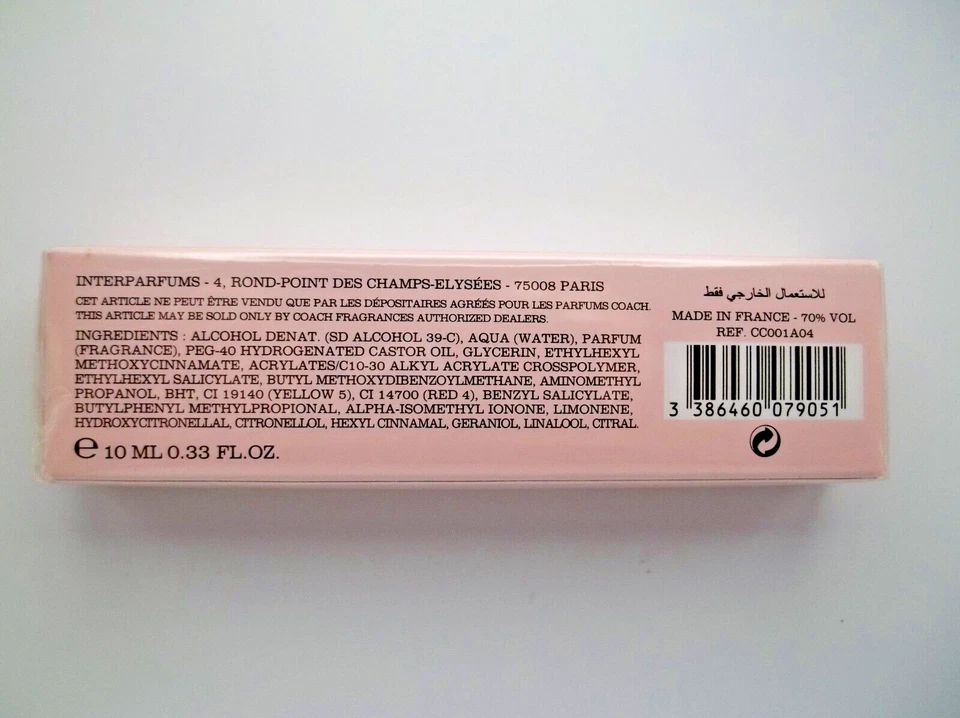 INTERPARFUMS - 4, ROND-POINT DES CHAMPS-ELYSÉES - 75008 PARIS
CET ARTICLE NE PEUT ÊTRE VENDU QUE PAR LES DÉPOSITAIRES AGRÉÉS POUR LES PARFUMS COACH.
THIS ARTICLE MAY BE SOLD ONLY BY COACH FRAGRANCES AUTHORIZED DEALERS.
INGREDIENTS : ALCOHOL DENAT. (SD ALCOHOL 39-C), AQUA (WATER), PARFUM
(FRAGRANCE), PEG-40 HYDROGENATED CASTOR OIL, GLYCERIN, ETHYLHEXYL
METHOXYCINNAMATE, ACRYLATES/C10-30 ALKYL ACRYLATE CROSSPOLYMER,
ETHYLHEXYL SALICYLATE, BUTYL METHOXYDIBENZOYLMETHANE, AMINOMETHYL
PROPANOL, BHT, CI 19140 (YELLOW 5), CI 14700 (RED 4), BENZYL SALICYLATE,
BUTYLPHENYL METHYLPROPIONAL, ALPHA-ISOMETHYL IONONE, LIMONENE,
HYDROXYCITRONELLAL, CITRONELLOL, HEXYL CINNAMAL, GERANIOL, LINALOOL, CITRAL.
℮ 10 ML 0.33 FL.OZ.
للاستعمال الخارجي فقط
MADE IN FRANCE - 70% VOL
REF. CC001A04
3 386460 079051